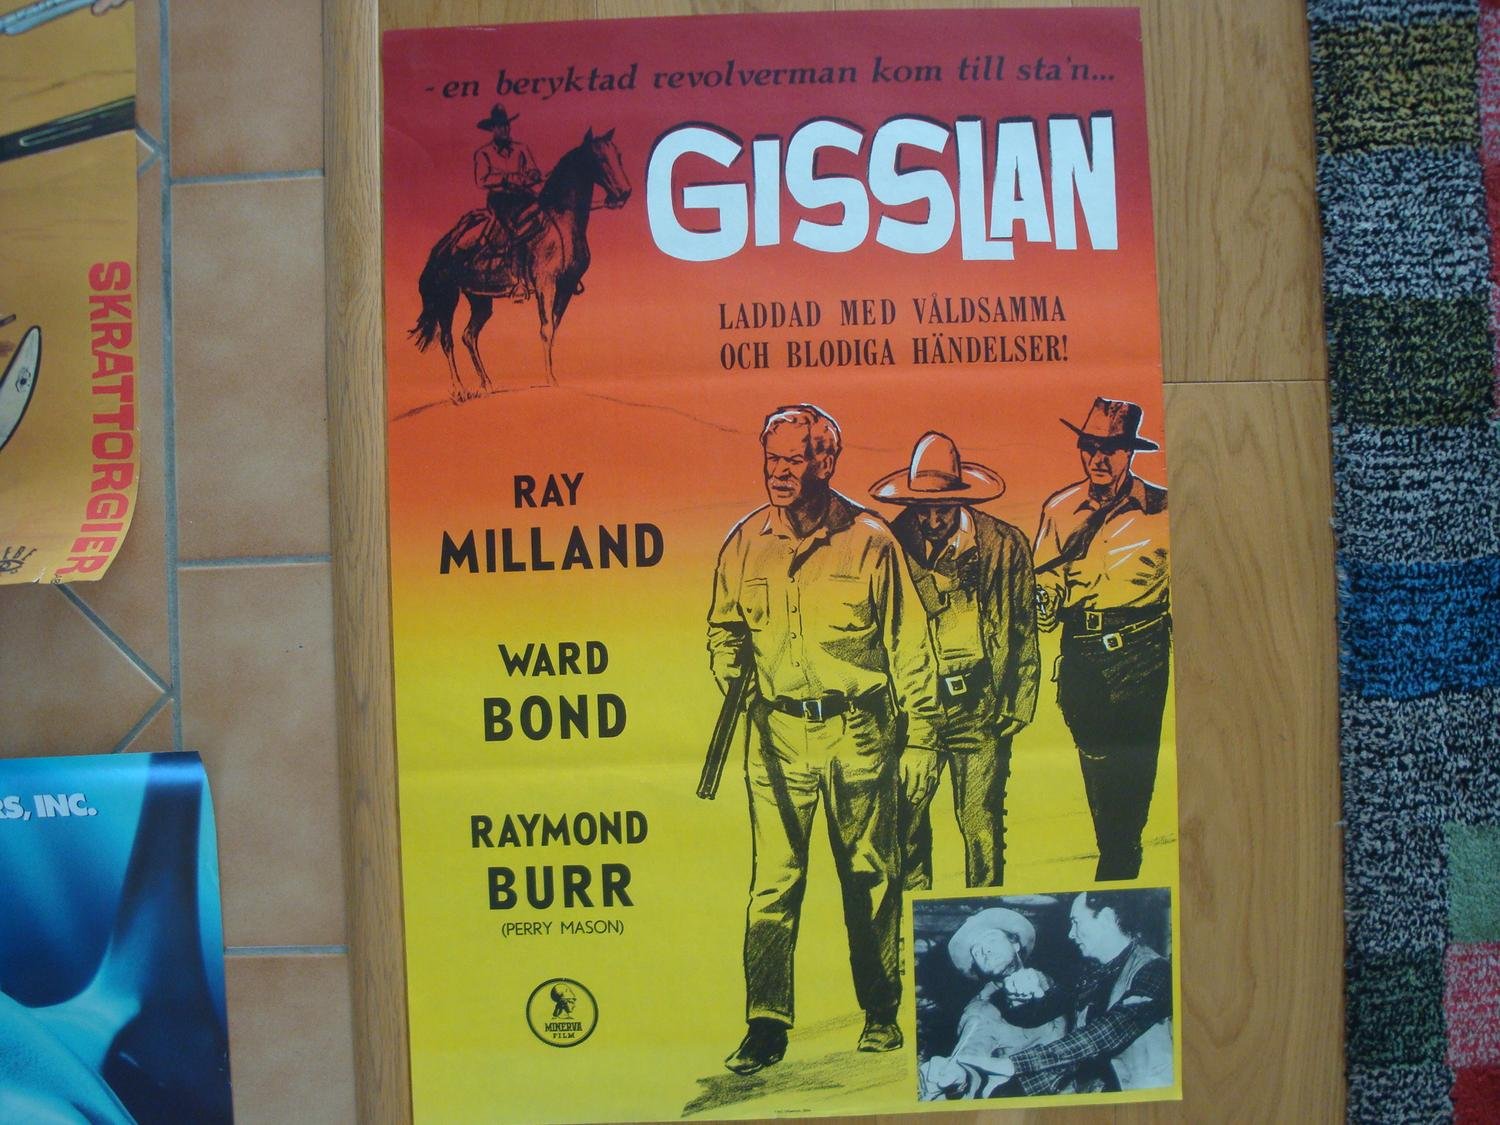 - en beryktad revolverman kom till sta'n...
GISSLAN
LADDAD MED VÅLDSAMMA
OCH BLODIGA HÄNDELSER!
RAY
MILLAND
WARD
BOND
RAYMOND
BURR
(PERRY MASON)
MINERVA
FILM
SKRATTORGIER
RS, INC.